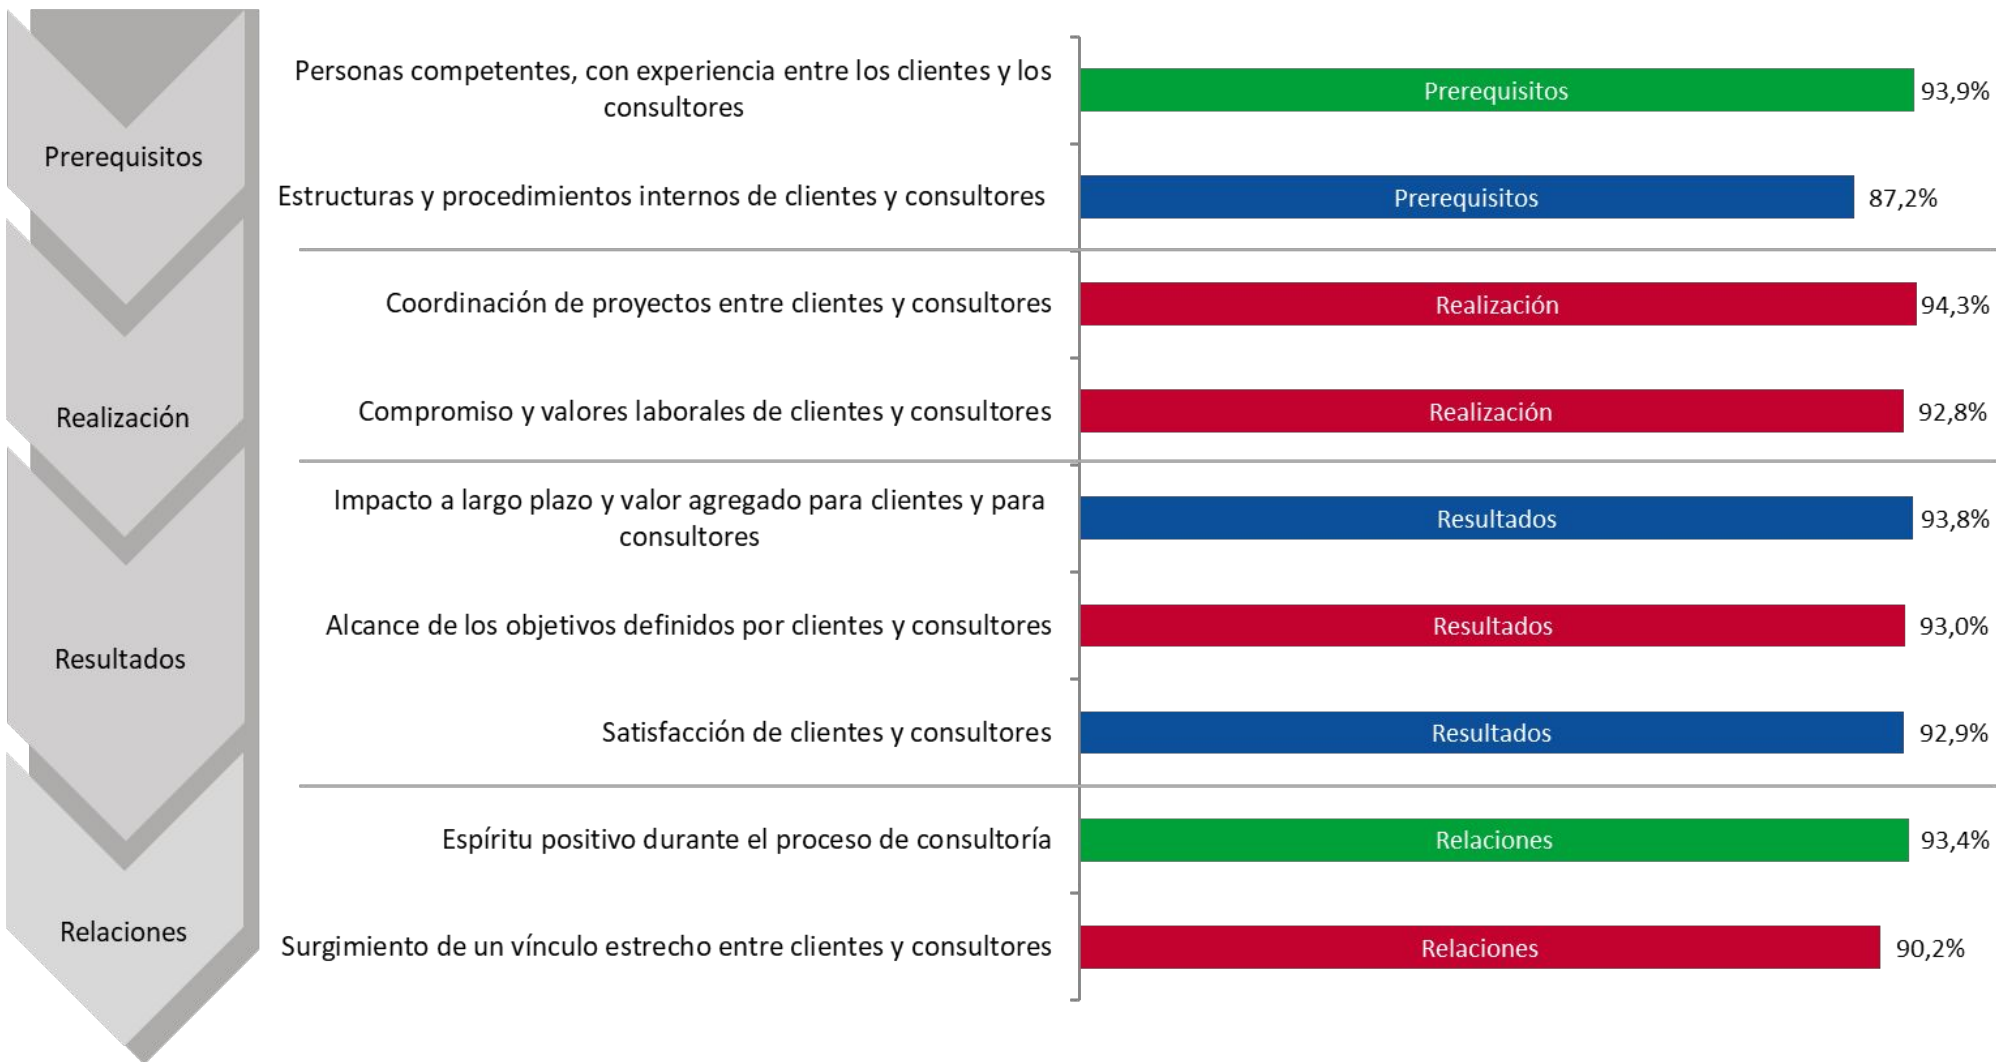 Personas competentes, con experiencia entre los clientes y los
consultores
Prerequisitos
93,9%
Prerequisitos
Estructuras y procedimientos internos de clientes y consultores
Prerequisitos
87,2%
Coordinación de proyectos entre clientes y consultores
Realización
94,3%
Realización
Compromiso y valores laborales de clientes y consultores
Realización
92,8%
Impacto a largo plazo y valor agregado para clientes y para
consultores
Resultados
93,8%
Alcance de los objetivos definidos por clientes y consultores
Resultados
93,0%
Resultados
Satisfacción de clientes y consultores
Resultados
92,9%
Espíritu positivo durante el proceso de consultoría
Relaciones
93,4%
Relaciones
Surgimiento de un vínculo estrecho entre clientes y consultores
Relaciones
90,2%